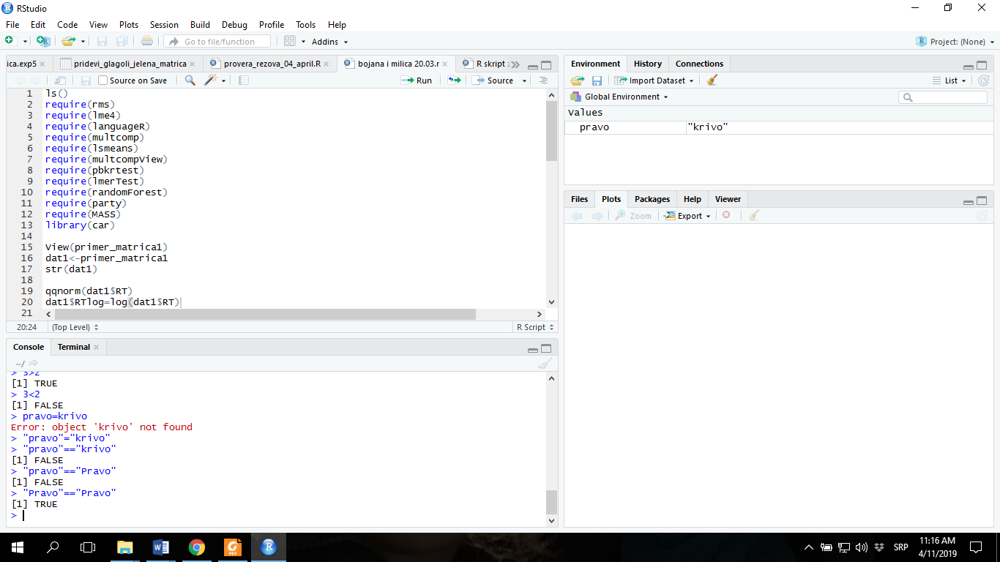 RStudio
File Edit Code View Plots Session Build Debug Profile Tools Help
Go to file/function Addins Project: (None)
ica.exp5 pridevi_glagoli_jelena_matrica provera_rezova_04_april.R bojana i milica 20.03.r R skript z
Source on Save Run Source
1 ls()
2 require(rms)
3 require(lme4)
4 require(languageR)
5 require(multcomp)
6 require(lsmeans)
7 require(multcompView)
8 require(pbkrtest)
9 require(lmerTest)
10 require(randomForest)
11 require(party)
12 require(MASS)
13 library(car)
14
15 View(primer_matrica1)
16 dat1<-primer_matrica1
17 str(dat1)
18
19 qqnorm(dat1$RT)
20 dat1$RTlog=log(dat1$RT)
21
20:24 (Top Level) R Script
Console Terminal
~/
> 3>2
[1] TRUE
> 3<2
[1] FALSE
> pravo=krivo
Error: object 'krivo' not found
> "pravo"="krivo"
> "pravo"=="krivo"
[1] FALSE
> "pravo"=="Pravo"
[1] FALSE
> "Pravo"=="Pravo"
[1] TRUE
>
Environment History Connections
Import Dataset List
Global Environment
Values
pravo "krivo"
Files Plots Packages Help Viewer
Zoom Export
W PDF R SRP 11:16 AM
4/11/2019